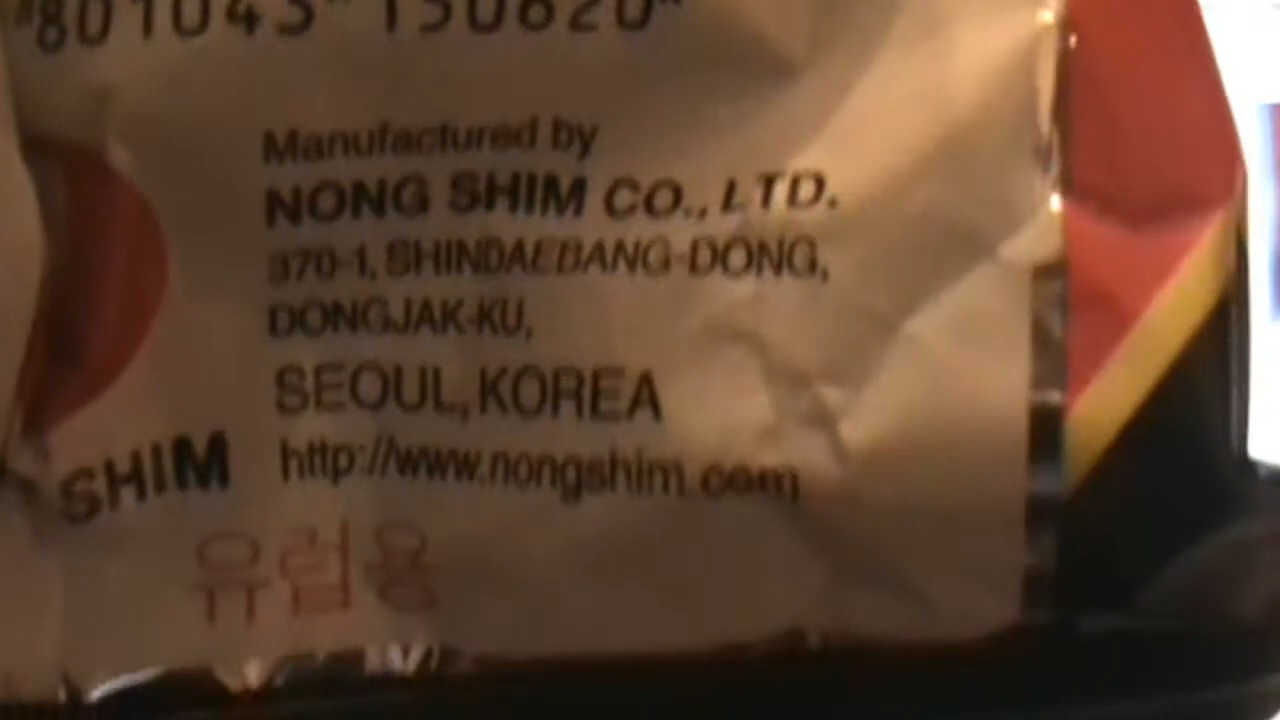 "801043"150620"
Manufactured by
NONG SHIM CO., LTD.
370-1, SHINDAEBANG-DONG,
DONGJAK-KU,
SEOUL, KOREA
http://www.nongshim.com
SHIM
유럽용